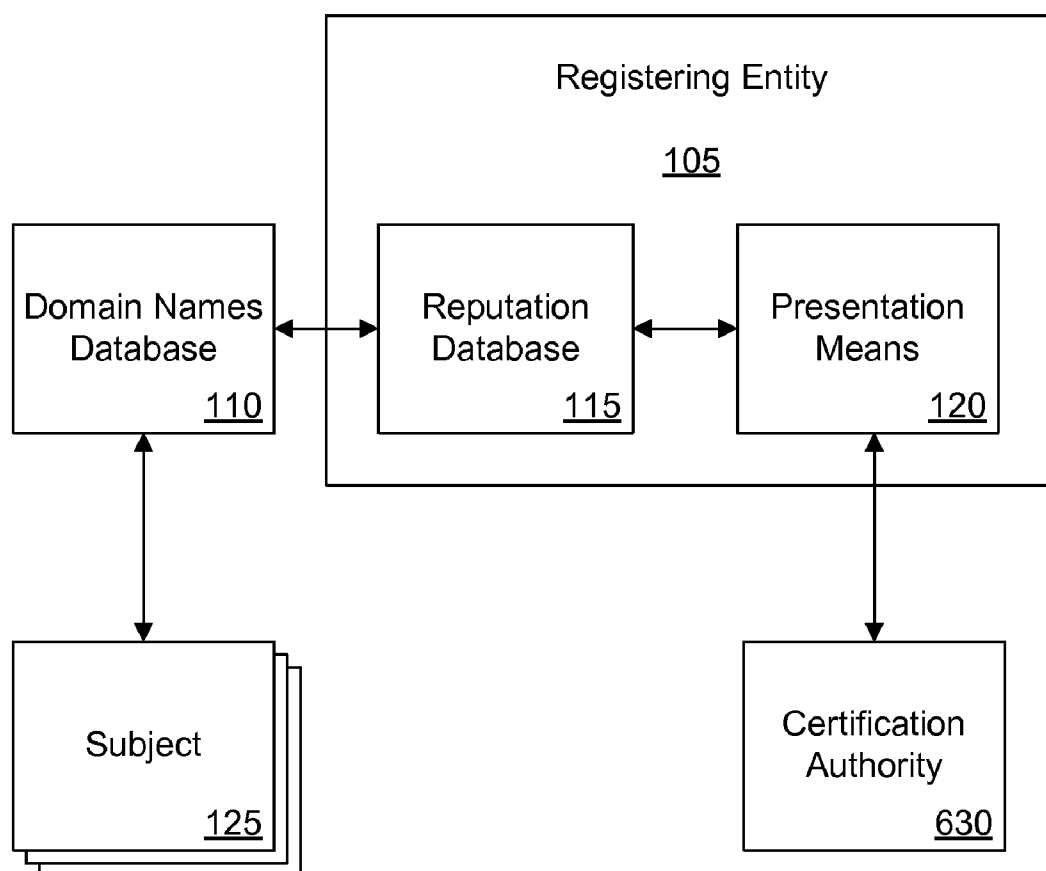 Registering Entity
105
Domain Names
Database
110
Reputation
Database
115
Presentation
Means
120
Subject
125
Certification
Authority
630